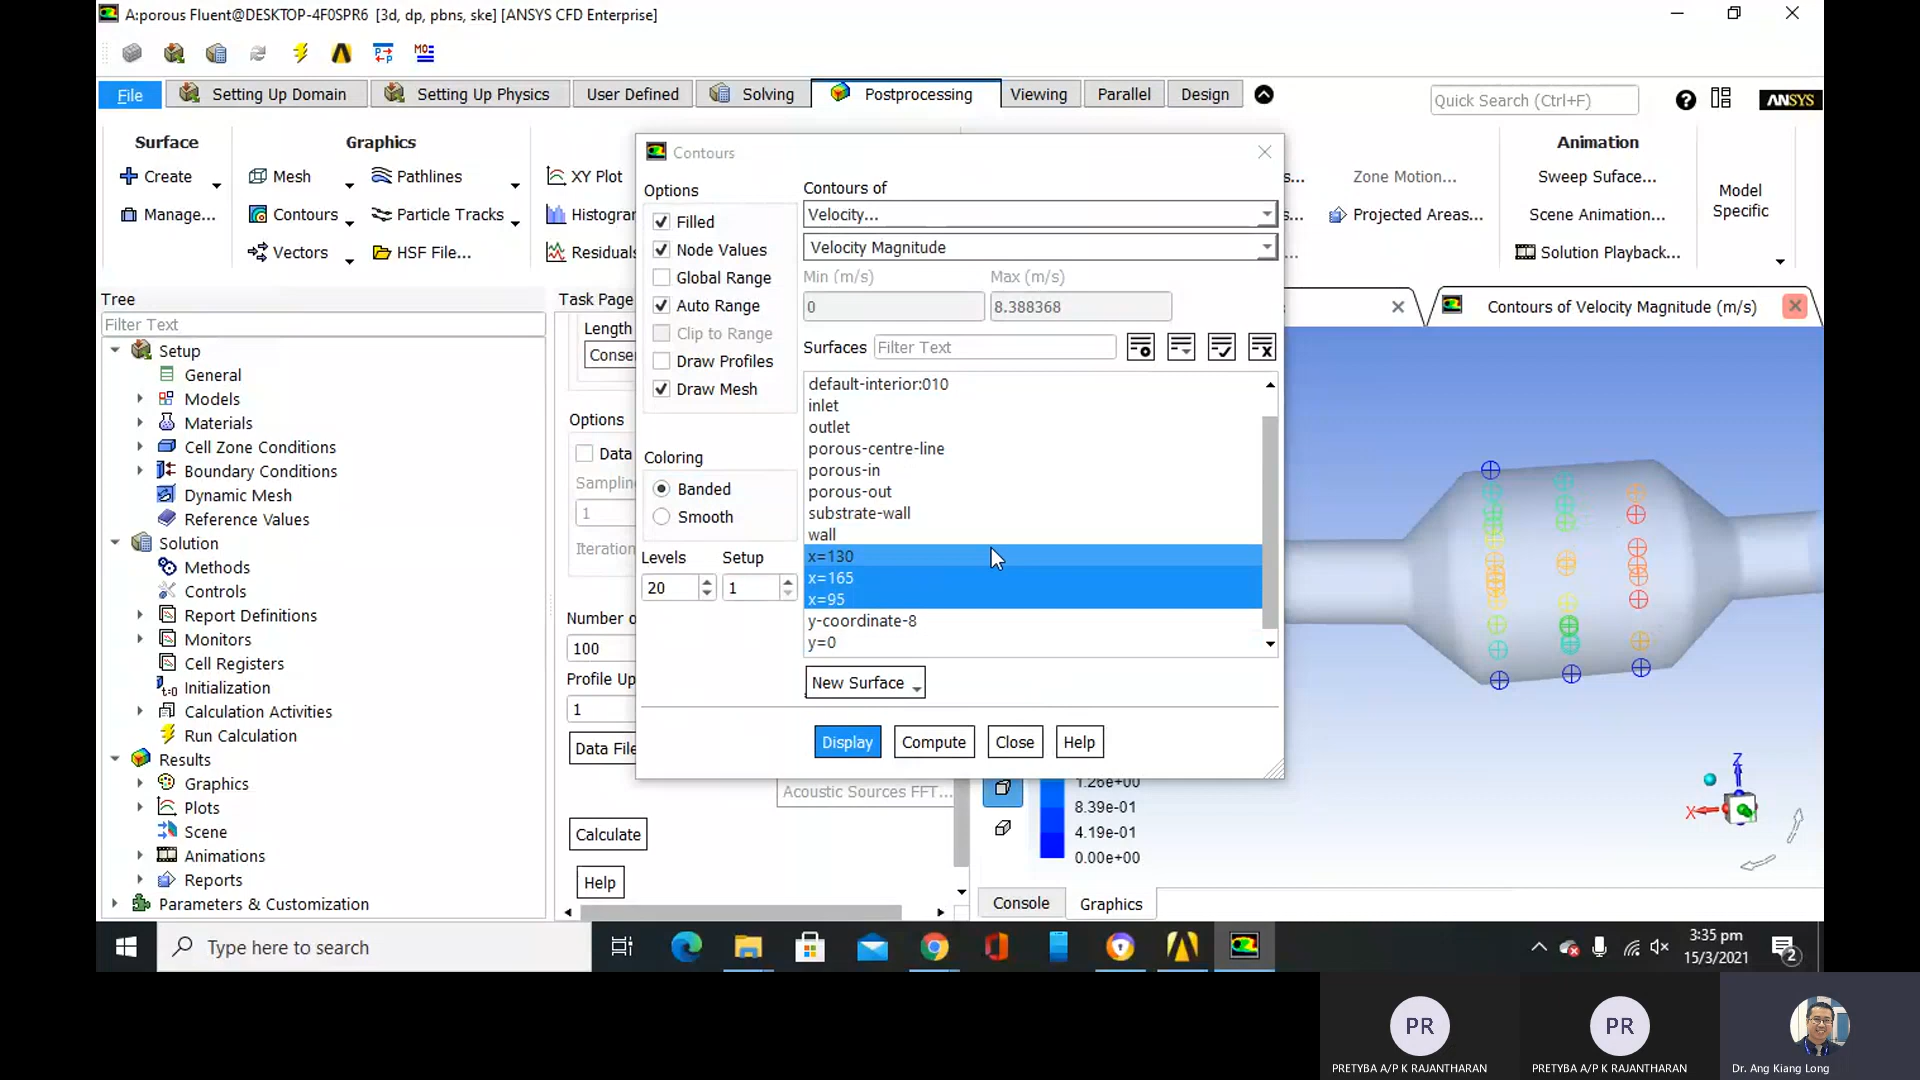 A:porous Fluent@DESKTOP-4F0SPR6 [3d, dp, pbns, ske] [ANSYS CFD Enterprise]
File
Setting Up Domain
Setting Up Physics
User Defined
Solving
Postprocessing
Viewing
Parallel
Design
Quick Search (Ctrl+F)
ANSYS
Surface
Create
Manage...
Graphics
Mesh
Contours
Vectors
Pathlines
Particle Tracks
HSF File...
XY Plot
Histogram
Residuals
Zone Motion...
Projected Areas...
Animation
Sweep Suface...
Scene Animation...
Solution Playback...
Model
Specific
Tree
Filter Text
Setup
General
Models
Materials
Cell Zone Conditions
Boundary Conditions
Dynamic Mesh
Reference Values
Solution
Methods
Controls
Report Definitions
Monitors
Cell Registers
Initialization
Calculation Activities
Run Calculation
Results
Graphics
Plots
Scene
Animations
Reports
Parameters & Customization
Task Page
Length
Conser
Options
Data
Sampling
1
Iteration
Number o
100
Profile Up
1
Data File
Acoustic Sources FFT...
Calculate
Help
Contours
Options
Filled
Node Values
Global Range
Auto Range
Clip to Range
Draw Profiles
Draw Mesh
Coloring
Banded
Smooth
Levels
20
Setup
1
Contours of
Velocity...
Velocity Magnitude
Min (m/s)
Max (m/s)
0
8.388368
Surfaces
Filter Text
default-interior:010
inlet
outlet
porous-centre-line
porous-in
porous-out
substrate-wall
wall
x=130
x=165
x=95
y-coordinate-8
y=0
New Surface
Display
Compute
Close
Help
Contours of Velocity Magnitude (m/s)
1.26e+00
8.39e-01
4.19e-01
0.00e+00
Z
X
Console
Graphics
Type here to search
3:35 pm
15/3/2021
2
PR
PRETYBA A/P K RAJANTHARAN
PR
PRETYBA A/P K RAJANTHARAN
Dr. Ang Kiang Long